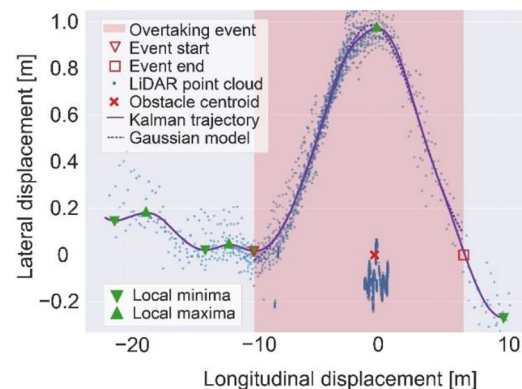 1.0
0.8
0.6
0.4
0.2
0
−0.2
Lateral displacement [m]
Overtaking event
Event start
Event end
LiDAR point cloud
Obstacle centroid
Kalman trajectory
Gaussian model
Local minima
Local maxima
−20 −10 0 10
Longitudinal displacement [m]